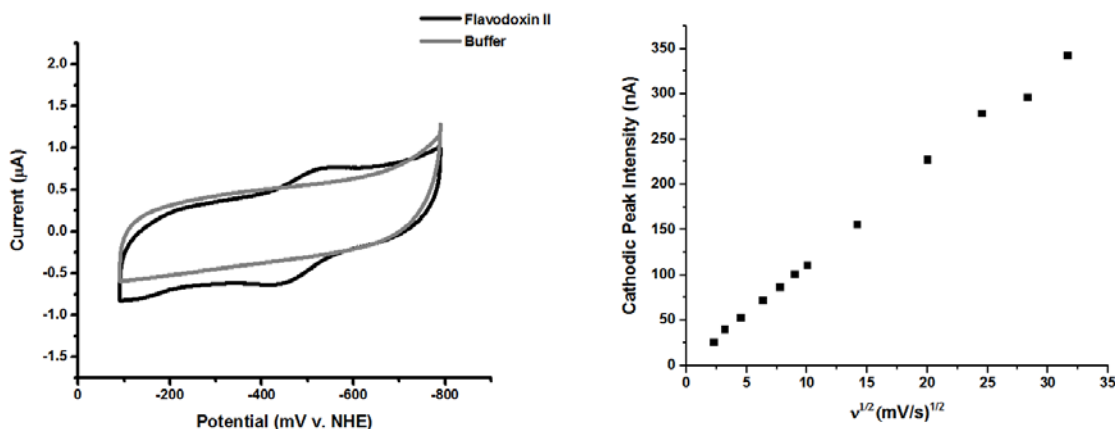 Flavodoxin II
Buffer
2.0
1.5
1.0
0.5
0.0
-0.5
-1.0
-1.5
Current (μA)
0 -200 -400 -600 -800
Potential (mV v. NHE)
350
300
250
200
150
100
50
0
Cathodic Peak Intensity (nA)
0 5 10 15 20 25 30 35
ν^1/2 (mV/s)^1/2